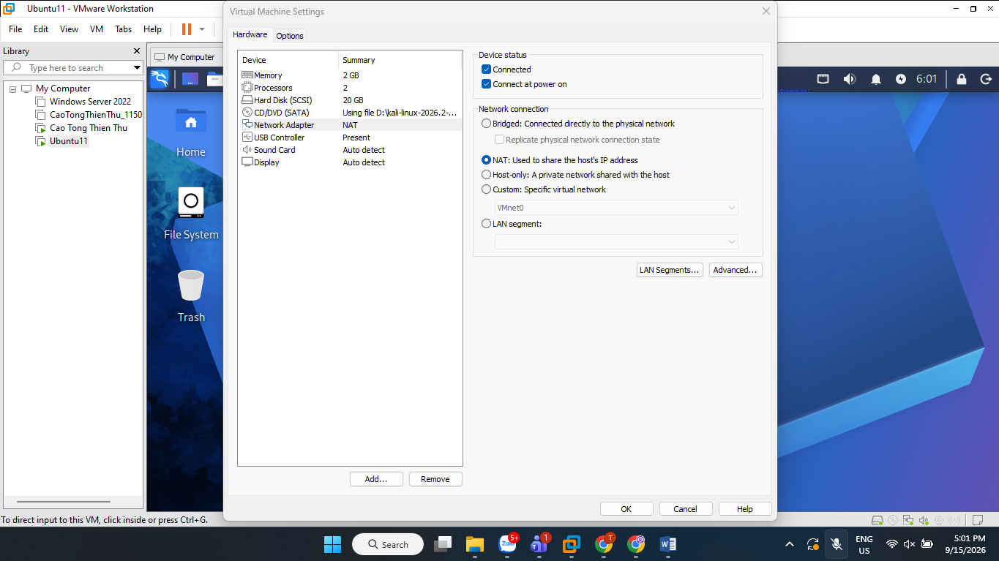 Ubuntu11 - VMware Workstation
File Edit View VM Tabs Help
Library
Type here to search
My Computer
Windows Server 2022
CaoTongThienThu_1150
Cao Tong Thien Thu
Ubuntu11
My Computer
6:01
Home
File System
Trash
Virtual Machine Settings
Hardware Options
Device Summary
Memory 2 GB
Processors 2
Hard Disk (SCSI) 20 GB
CD/DVD (SATA) Using file D:\kali-linux-2026.2-...
Network Adapter NAT
USB Controller Present
Sound Card Auto detect
Display Auto detect
Add... Remove
Device status
Connected
Connect at power on
Network connection
Bridged: Connected directly to the physical network
Replicate physical network connection state
NAT: Used to share the host's IP address
Host-only: A private network shared with the host
Custom: Specific virtual network
VMnet0
LAN segment:
LAN Segments... Advanced...
OK Cancel Help
To direct input to this VM, click inside or press Ctrl+G.
Search
Zalo
5+
1
T
ENG
US
5:01 PM
9/15/2026